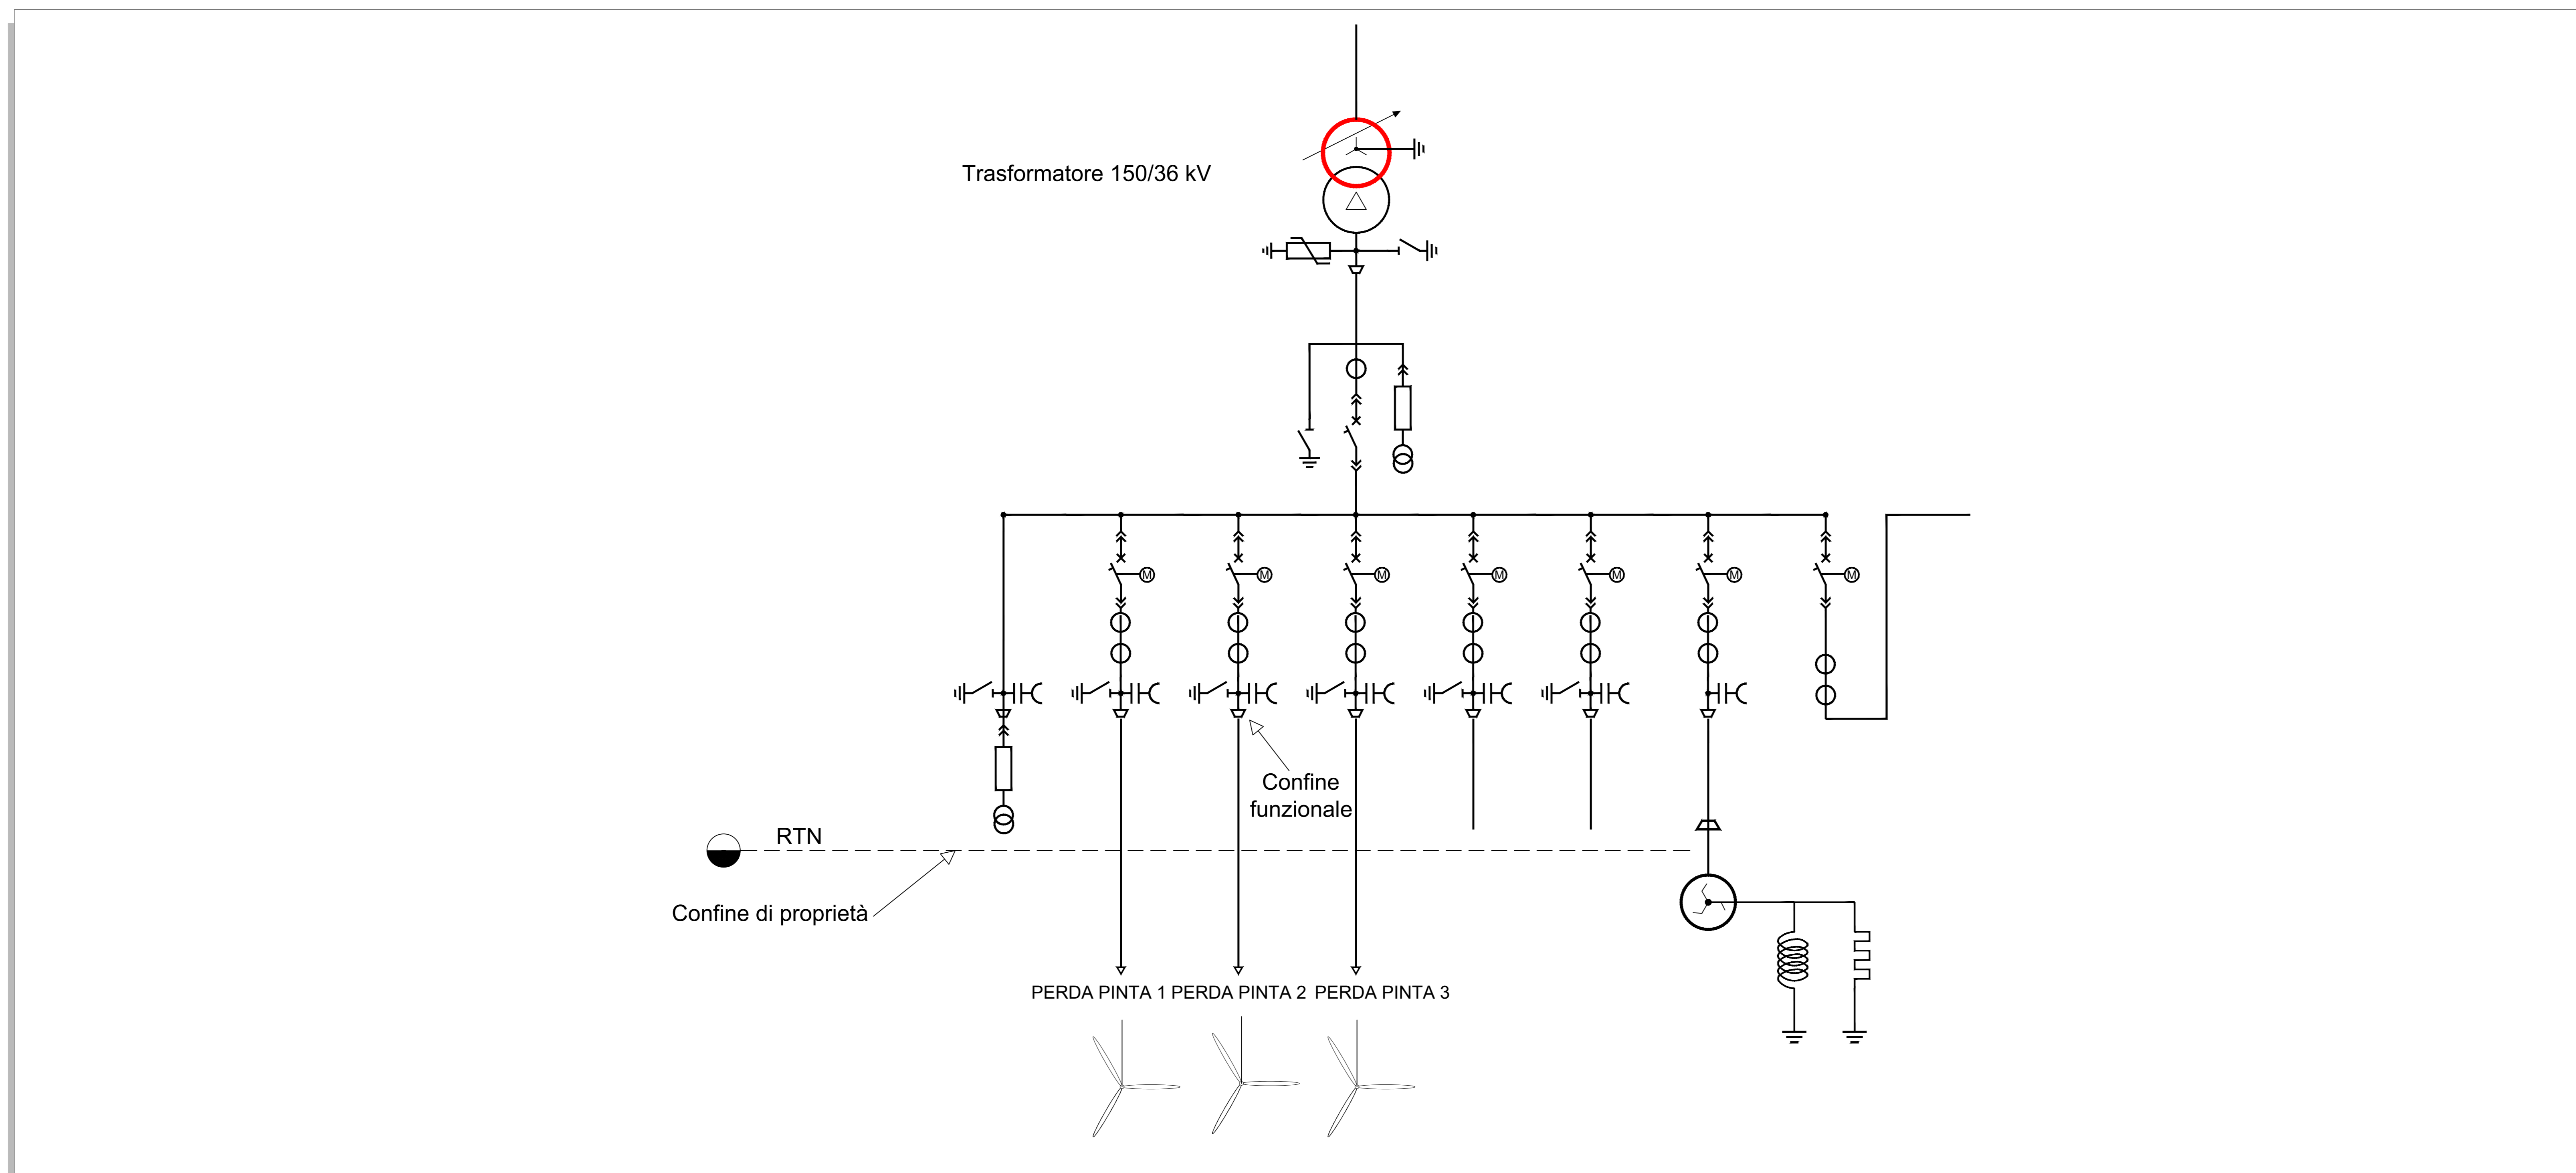 Trasformatore 150/36 kV
M M M M M M M
Confine
funzionale
RTN
Confine di proprietà
PERDA PINTA 1 PERDA PINTA 2 PERDA PINTA 3